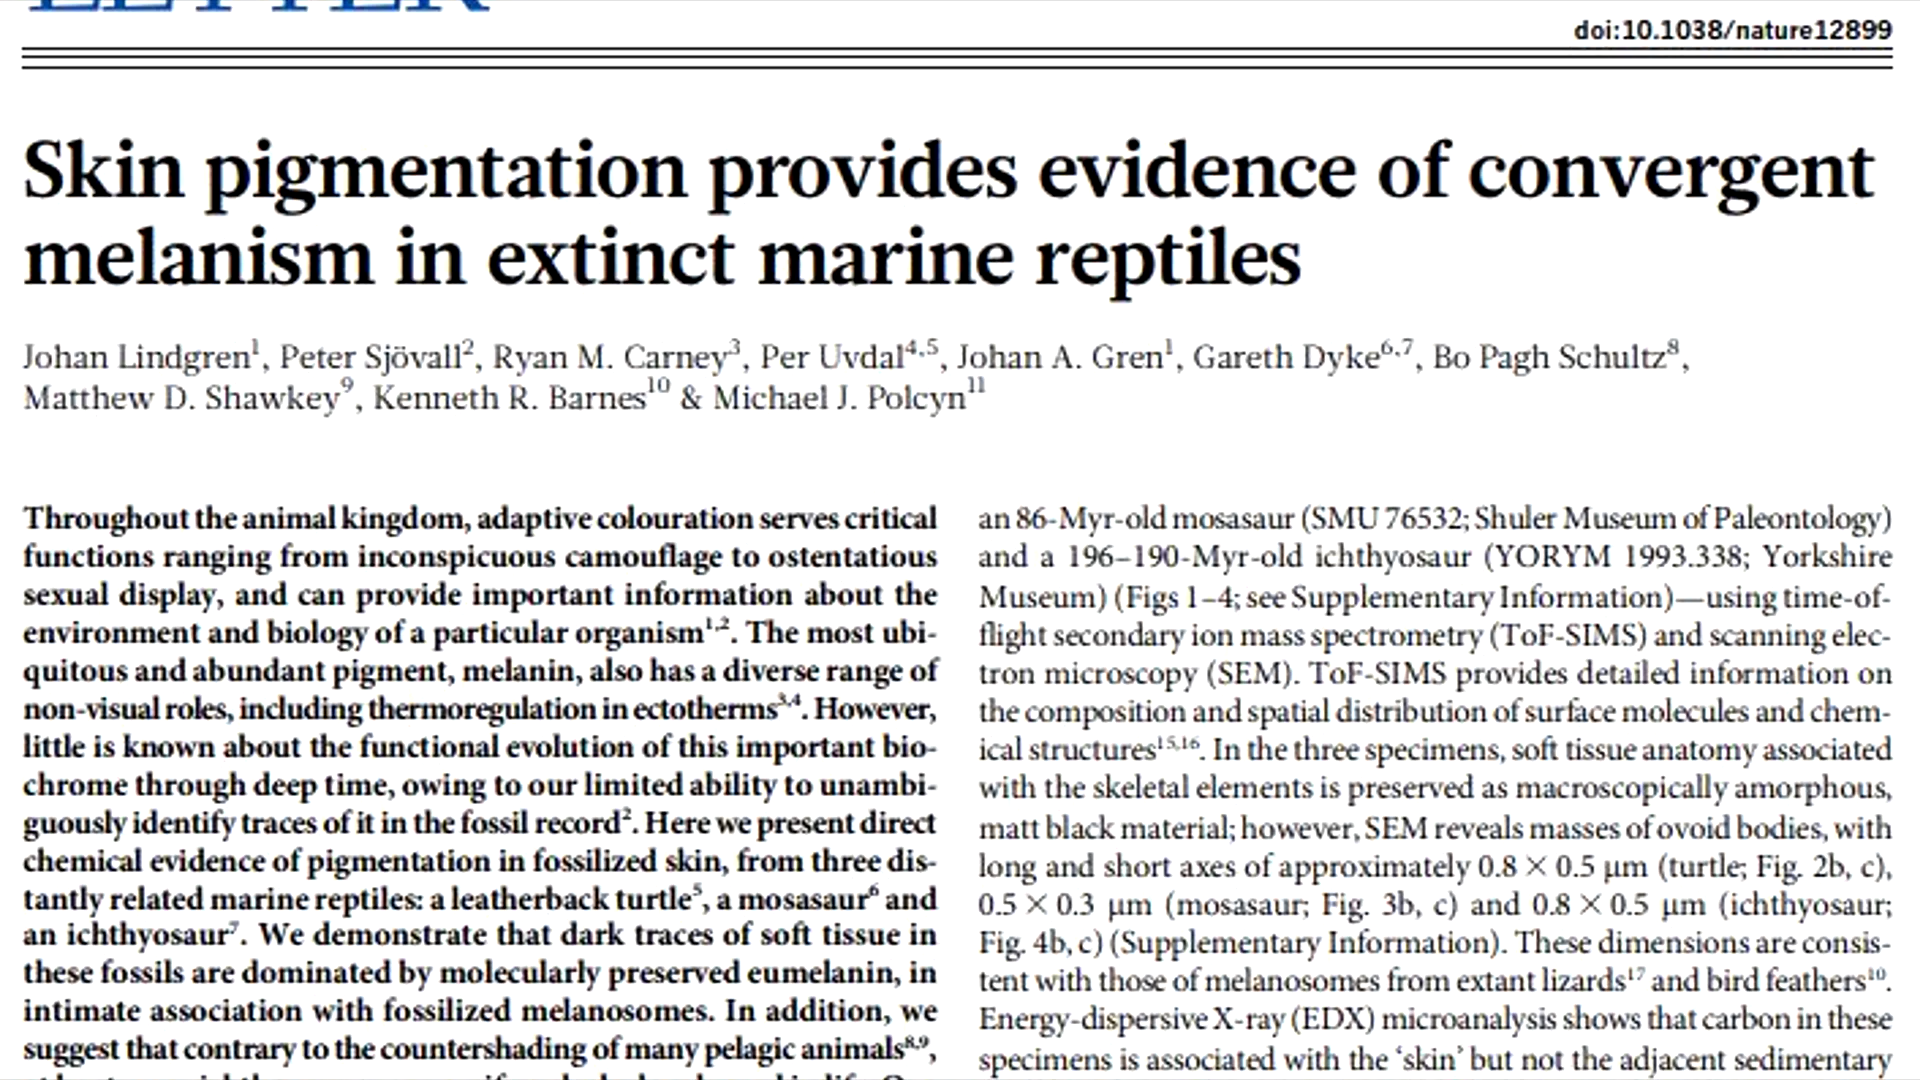 LETTER
doi:10.1038/nature12899
Skin pigmentation provides evidence of convergent
melanism in extinct marine reptiles
Johan Lindgren1, Peter Sjövall2, Ryan M. Carney3, Per Uvdal4,5, Johan A. Gren1, Gareth Dyke6,7, Bo Pagh Schultz8,
Matthew D. Shawkey9, Kenneth R. Barnes10 & Michael J. Polcyn11
Throughout the animal kingdom, adaptive colouration serves critical
functions ranging from inconspicuous camouflage to ostentatious
sexual display, and can provide important information about the
environment and biology of a particular organism1,2. The most ubi-
quitous and abundant pigment, melanin, also has a diverse range of
non-visual roles, including thermoregulation in ectotherms3,4. However,
little is known about the functional evolution of this important bio-
chrome through deep time, owing to our limited ability to unambi-
guously identify traces of it in the fossil record2. Here we present direct
chemical evidence of pigmentation in fossilized skin, from three dis-
tantly related marine reptiles: a leatherback turtle5, a mosasaur6 and
an ichthyosaur7. We demonstrate that dark traces of soft tissue in
these fossils are dominated by molecularly preserved eumelanin, in
intimate association with fossilized melanosomes. In addition, we
suggest that contrary to the countershading of many pelagic animals8,9,
an 86-Myr-old mosasaur (SMU 76532; Shuler Museum of Paleontology)
and a 196–190-Myr-old ichthyosaur (YORYM 1993.338; Yorkshire
Museum) (Figs 1–4; see Supplementary Information)—using time-of-
flight secondary ion mass spectrometry (ToF-SIMS) and scanning elec-
tron microscopy (SEM). ToF-SIMS provides detailed information on
the composition and spatial distribution of surface molecules and chem-
ical structures15,16. In the three specimens, soft tissue anatomy associated
with the skeletal elements is preserved as macroscopically amorphous,
matt black material; however, SEM reveals masses of ovoid bodies, with
long and short axes of approximately 0.8 × 0.5 μm (turtle; Fig. 2b, c),
0.5 × 0.3 μm (mosasaur; Fig. 3b, c) and 0.8 × 0.5 μm (ichthyosaur;
Fig. 4b, c) (Supplementary Information). These dimensions are consis-
tent with those of melanosomes from extant lizards17 and bird feathers10.
Energy-dispersive X-ray (EDX) microanalysis shows that carbon in these
specimens is associated with the ‘skin’ but not the adjacent sedimentary